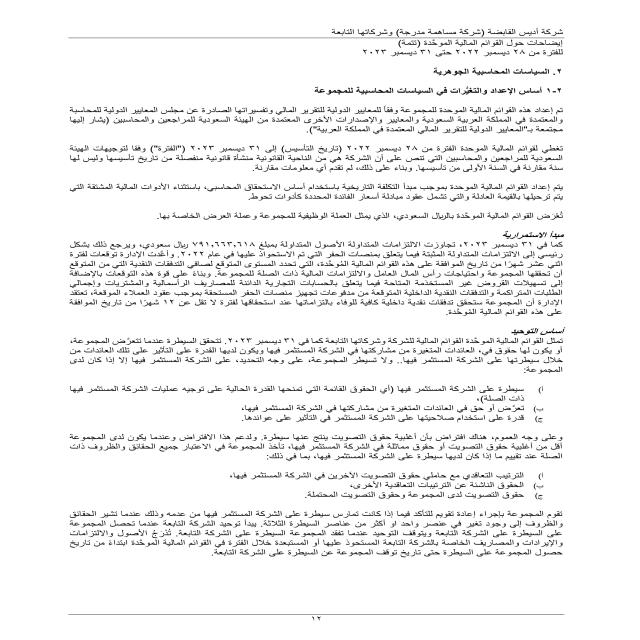 شركة أديس القابضة (شركة مساهمة مدرجة) وشركاتها التابعة
إيضاحات حول القوائم المالية الموحّدة (تتمة)
للفترة من ٢٨ ديسمبر ٢٠٢٢ حتى ٣١ ديسمبر ٢٠٢٣
٢. السياسات المحاسبية الجوهرية
٢-١ أساس الإعداد والتغيّرات في السياسات المحاسبية للمجموعة
تم إعداد هذه القوائم المالية الموحدة للمجموعة وفقاً للمعايير الدولية للتقرير المالي وتفسيراتها الصادرة عن مجلس المعايير الدولية للمحاسبة
والمعتمدة في المملكة العربية السعودية والمعايير والإصدارات الأخرى المعتمدة من الهيئة السعودية للمراجعين والمحاسبين (يشار إليها
مجتمعة بـ"المعايير الدولية للتقرير المالي المعتمدة في المملكة العربية").
تغطي لقوائم المالية الموحدة الفترة من ٢٨ ديسمبر ٢٠٢٢ (تاريخ التأسيس) إلى ٣١ ديسمبر ٢٠٢٣ ("الفترة") وفقا لتوجيهات الهيئة
السعودية للمراجعين والمحاسبين التي تنص على أن الشركة هي من الناحية القانونية منشأة قانونية منفصلة من تاريخ تأسيسها وليس لها
سنة مقارنة في السنة الأولى من تأسيسها. وبناء على ذلك، لم تقدم أي معلومات مقارنة.
يتم إعداد القوائم المالية الموحدة بموجب مبدأ التكلفة التاريخية باستخدام أساس الاستحقاق المحاسبي، باستثناء الأدوات المالية المشتقة التي
يتم ترحيلها بالقيمة العادلة والتي تشمل عقود مبادلة أسعار الفائدة المحددة كأدوات تحوط.
تُعرَض القوائم المالية الموحّدة بالريال السعودي، الذي يمثل العملة الوظيفية للمجموعة وعملة العرض الخاصة بها.
مبدأ الاستمرارية
كما في ٣١ ديسمبر ٢٠٢٣، تجاوزت الالتزامات المتداولة الأصول المتداولة بمبلغ ٧٩١,٦٦٣,٦١٨ ريال سعودي، ويرجع ذلك بشكل
رئيسي إلى الالتزامات المتداولة المثبتة فيما يتعلق بمنصات الحفر التي تم الاستحواذ عليها في عام ٢٠٢٢. وأعّدت الإدارة توقعات لفترة
اثني عشر شهرًا من تاريخ الموافقة على هذه القوائم المالية المُوحّدة، التي تحدد المستوى المتوقع لصافي التدفقات النقدية التي من المتوقع
أن تحققها المجموعة واحتياجات رأس المال العامل والالتزامات المالية ذات الصلة للمجموعة. وبناءً على قوة هذه التوقعات بالإضافة
إلى تسهيلات القروض غير المستخدمة المتاحة فيما يتعلق بالحسابات التجارية الدائنة للمصاريف الرأسمالية والمشتريات وإجمالي
الطلبات المتراكمة والتدفقات النقدية الداخلية المتوقعة من مدفوعات تجهيز منصات الحفر المستحقة بموجب عقود العملاء الموقعة، تعتقد
الإدارة أن المجموعة ستحقق تدفقات نقدية داخلية كافية للوفاء بالتزاماتها عند استحقاقها لفترة لا تقل عن ١٢ شهرًا من تاريخ الموافقة
على هذه القوائم المالية المُوحّدة.
أساس التوحيد
تمثل القوائم المالية الموحّدة القوائم المالية للشركة وشركاتها التابعة كما في ٣١ ديسمبر ٢٠٢٣. تتحقق السيطرة عندما تتعرّض المجموعة،
أو يكون لها حقوق في، العائدات المتغيرة من مشاركتها في الشركة المستثمر فيها ويكون لديها القدرة على التأثير على تلك العائدات من
خلال سيطرتها على الشركة المستثمر فيها.. ولا تسيطر المجموعة، على وجه التحديد، على الشركة المستثمر فيها إلا إذا كان لدى
المجموعة:
أ) سيطرة على الشركة المستثمر فيها (أي الحقوق القائمة التي تمنحها القدرة الحالية على توجيه عمليات الشركة المستثمر فيها
ذات الصلة)،
ب) تعرّض أو حق في العائدات المتغيرة من مشاركتها في الشركة المستثمر فيها،
ج) قدرة على استخدام صلاحيتها على الشركة المستثمر في التأثير على عوائدها.
وعلى وجه العموم، هناك افتراض بأن أغلبية حقوق التصويت ينتج عنها سيطرة. ولدعم هذا الافتراض وعندما يكون لدى المجموعة
أقل من أغلبية حقوق التصويت أو حقوق مماثلة في الشركة المستثمر فيها، تأخذ المجموعة في الاعتبار جميع الحقائق والظروف ذات
الصلة عند تقييم ما إذا كان لديها سيطرة على الشركة المستثمر فيها، بما في ذلك:
أ) الترتيب التعاقدي مع حاملي حقوق التصويت الآخرين في الشركة المستثمر فيها،
ب) الحقوق الناشئة عن الترتيبات التعاقدية الأخرى،
ج) حقوق التصويت لدى المجموعة وحقوق التصويت المحتملة.
تقوم المجموعة بإجراء إعادة تقويم للتأكد فيما إذا كانت تمارس سيطرة على الشركة المستثمر فيها من عدمه وذلك عندما تشير الحقائق
والظروف إلى وجود تغير في عنصر واحد أو أكثر من عناصر السيطرة الثلاثة. يبدأ توحيد الشركة التابعة عندما تحصل المجموعة
على السيطرة على الشركة التابعة ويتوقف التوحيد عندما تفقد المجموعة السيطرة على الشركة التابعة. تُدْرَجُ الأصول والالتزامات
والإيرادات والمصاريف الخاصة بالشركة التابعة المستحوذ عليها أو المستبعدة خلال الفترة في القوائم المالية الموحّدة ابتداءً من تاريخ
حصول المجموعة على السيطرة حتى تاريخ توقف المجموعة عن السيطرة على الشركة التابعة.
١٢